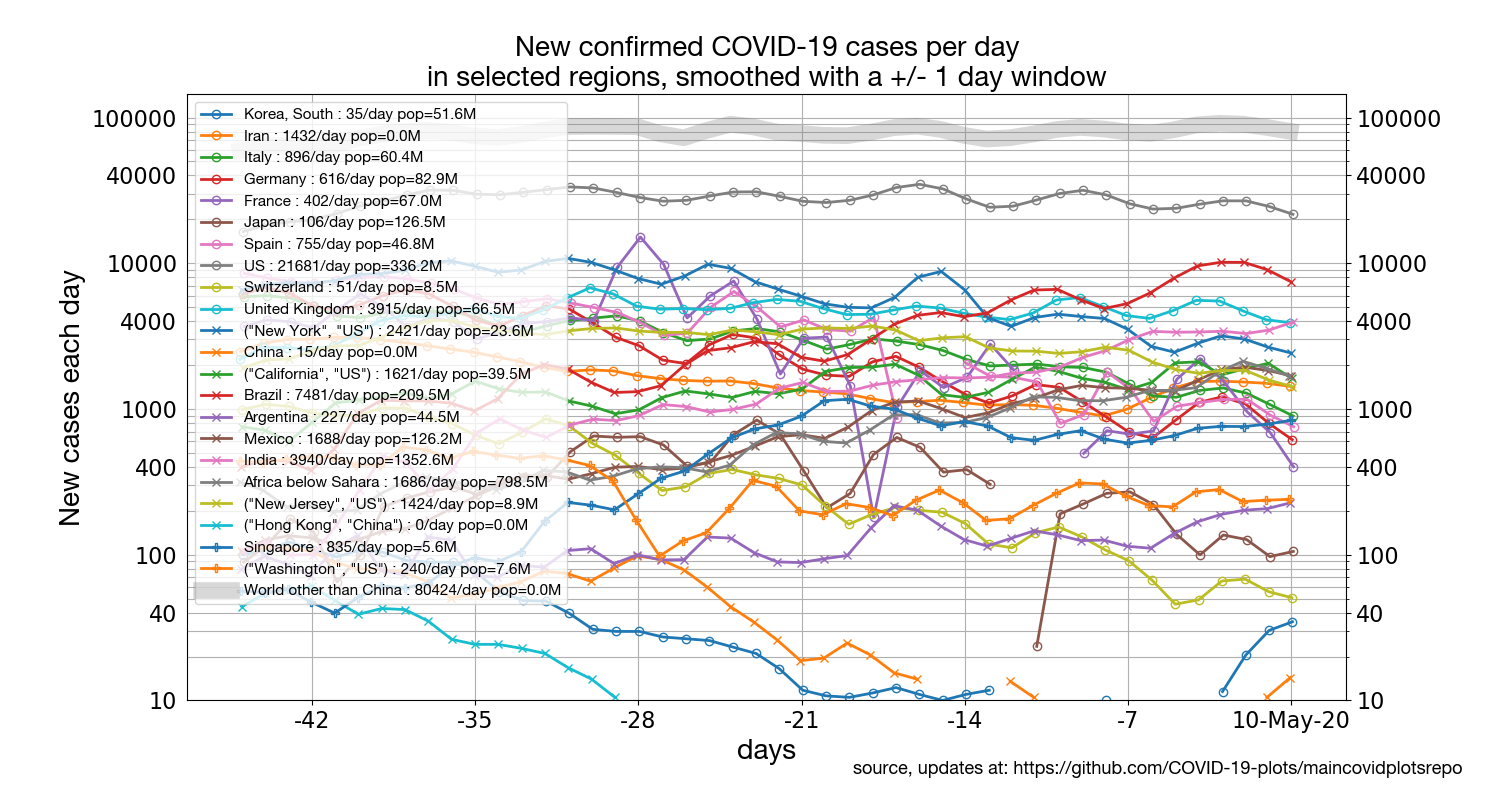 New confirmed COVID-19 cases per day
in selected regions, smoothed with a +/- 1 day window
New cases each day
100000
40000
10000
4000
1000
400
100
40
10
Korea, South : 35/day pop=51.6M
Iran : 1432/day pop=0.0M
Italy : 896/day pop=60.4M
Germany : 616/day pop=82.9M
France : 402/day pop=67.0M
Japan : 106/day pop=126.5M
Spain : 755/day pop=46.8M
US : 21681/day pop=336.2M
Switzerland : 51/day pop=8.5M
United Kingdom : 3915/day pop=66.5M
("New York", "US") : 2421/day pop=23.6M
China : 15/day pop=0.0M
("California", "US") : 1621/day pop=39.5M
Brazil : 7481/day pop=209.5M
Argentina : 227/day pop=44.5M
Mexico : 1688/day pop=126.2M
India : 3940/day pop=1352.6M
Africa below Sahara : 1686/day pop=798.5M
("New Jersey", "US") : 1424/day pop=8.9M
("Hong Kong", "China") : 0/day pop=0.0M
Singapore : 835/day pop=5.6M
("Washington", "US") : 240/day pop=7.6M
World other than China : 80424/day pop=0.0M
100000
40000
10000
4000
1000
400
100
40
10
-42 -35 -28 -21 -14 -7 10-May-20
days
source, updates at: https://github.com/COVID-19-plots/maincovidplotsrepo